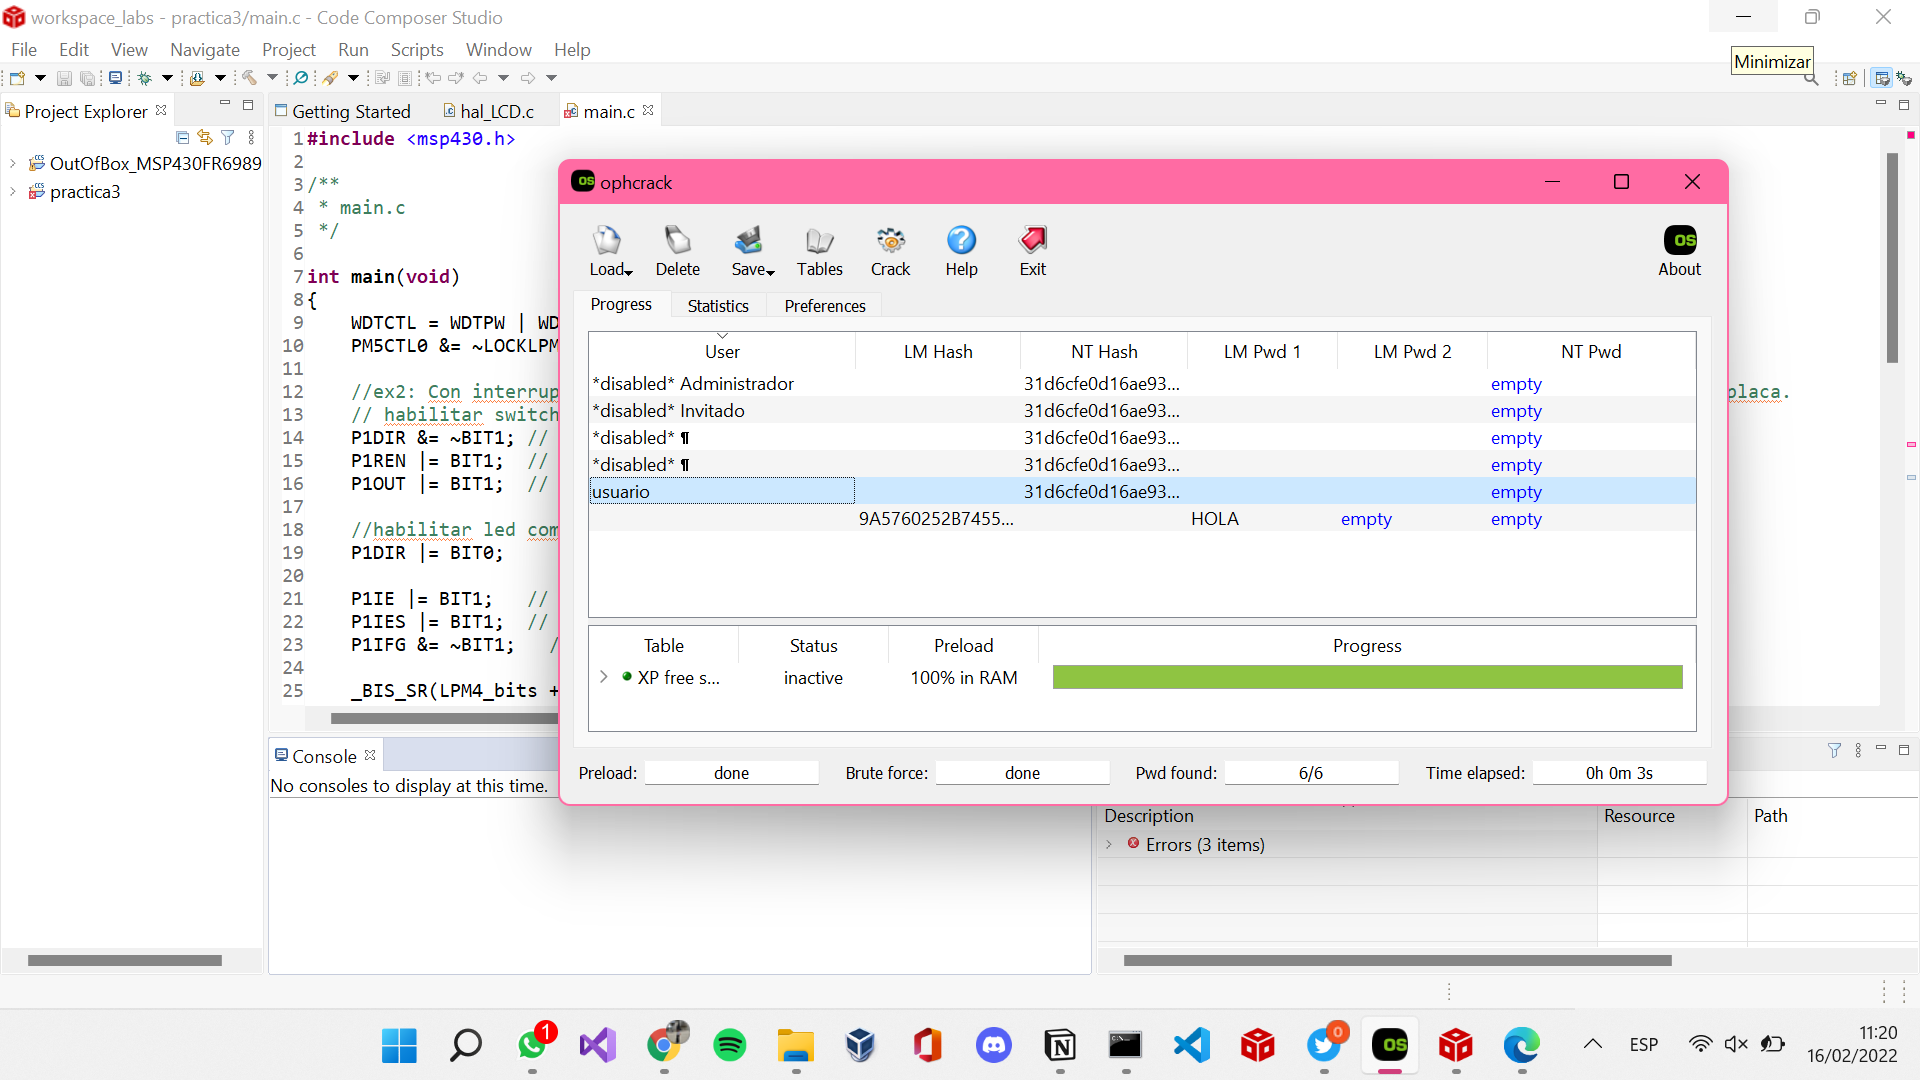 workspace_labs - practica3/main.c - Code Composer Studio
File Edit View Navigate Project Run Scripts Window Help
Minimizar
Project Explorer
OutOfBox_MSP430FR6989
practica3
Getting Started hal_LCD.c main.c
1 #include <msp430.h>
2
3 /**
4 * main.c
5 */
6
7 int main(void)
8 {
9 WDTCTL = WDTPW | WD
10 PM5CTL0 &= ~LOCKLPM
11
12 //ex2: Con interrup placa.
13 // habilitar switch
14 P1DIR &= ~BIT1; //
15 P1REN |= BIT1; //
16 P1OUT |= BIT1; //
17
18 //habilitar led com
19 P1DIR |= BIT0;
20
21 P1IE |= BIT1; //
22 P1IES |= BIT1; //
23 P1IFG &= ~BIT1; /
24
25 _BIS_SR(LPM4_bits +
OS ophcrack
Load Delete Save Tables Crack Help Exit
OS
About
Progress Statistics Preferences
User LM Hash NT Hash LM Pwd 1 LM Pwd 2 NT Pwd
*disabled* Administrador 31d6cfe0d16ae93... empty
*disabled* Invitado 31d6cfe0d16ae93... empty
*disabled* ¶ 31d6cfe0d16ae93... empty
*disabled* ¶ 31d6cfe0d16ae93... empty
usuario 31d6cfe0d16ae93... empty
9A5760252B7455... HOLA empty empty
Table Status Preload Progress
XP free s... inactive 100% in RAM
Preload: done Brute force: done Pwd found: 6/6 Time elapsed: 0h 0m 3s
Console
No consoles to display at this time.
Description Resource Path
Errors (3 items)
1
0
OS
ESP
11:20
16/02/2022